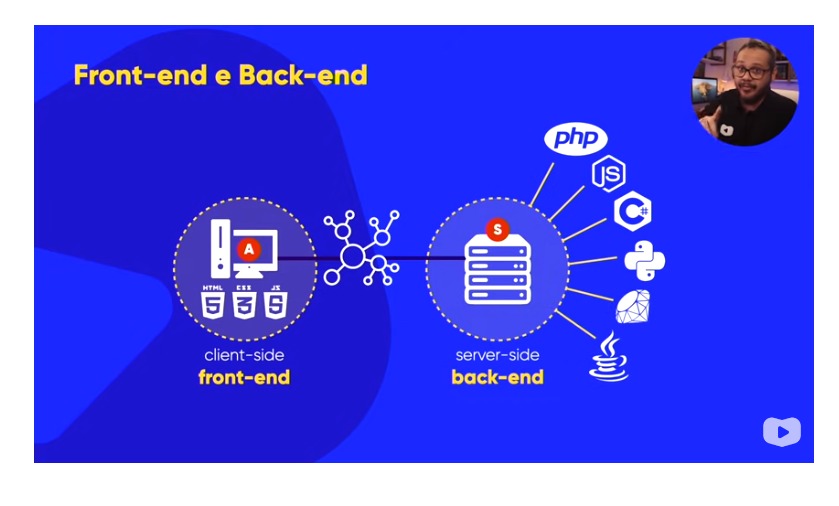 Front-end e Back-end
php
JS
C#
S
A
HTML CSS JS
5 3 5
client-side
front-end
server-side
back-end